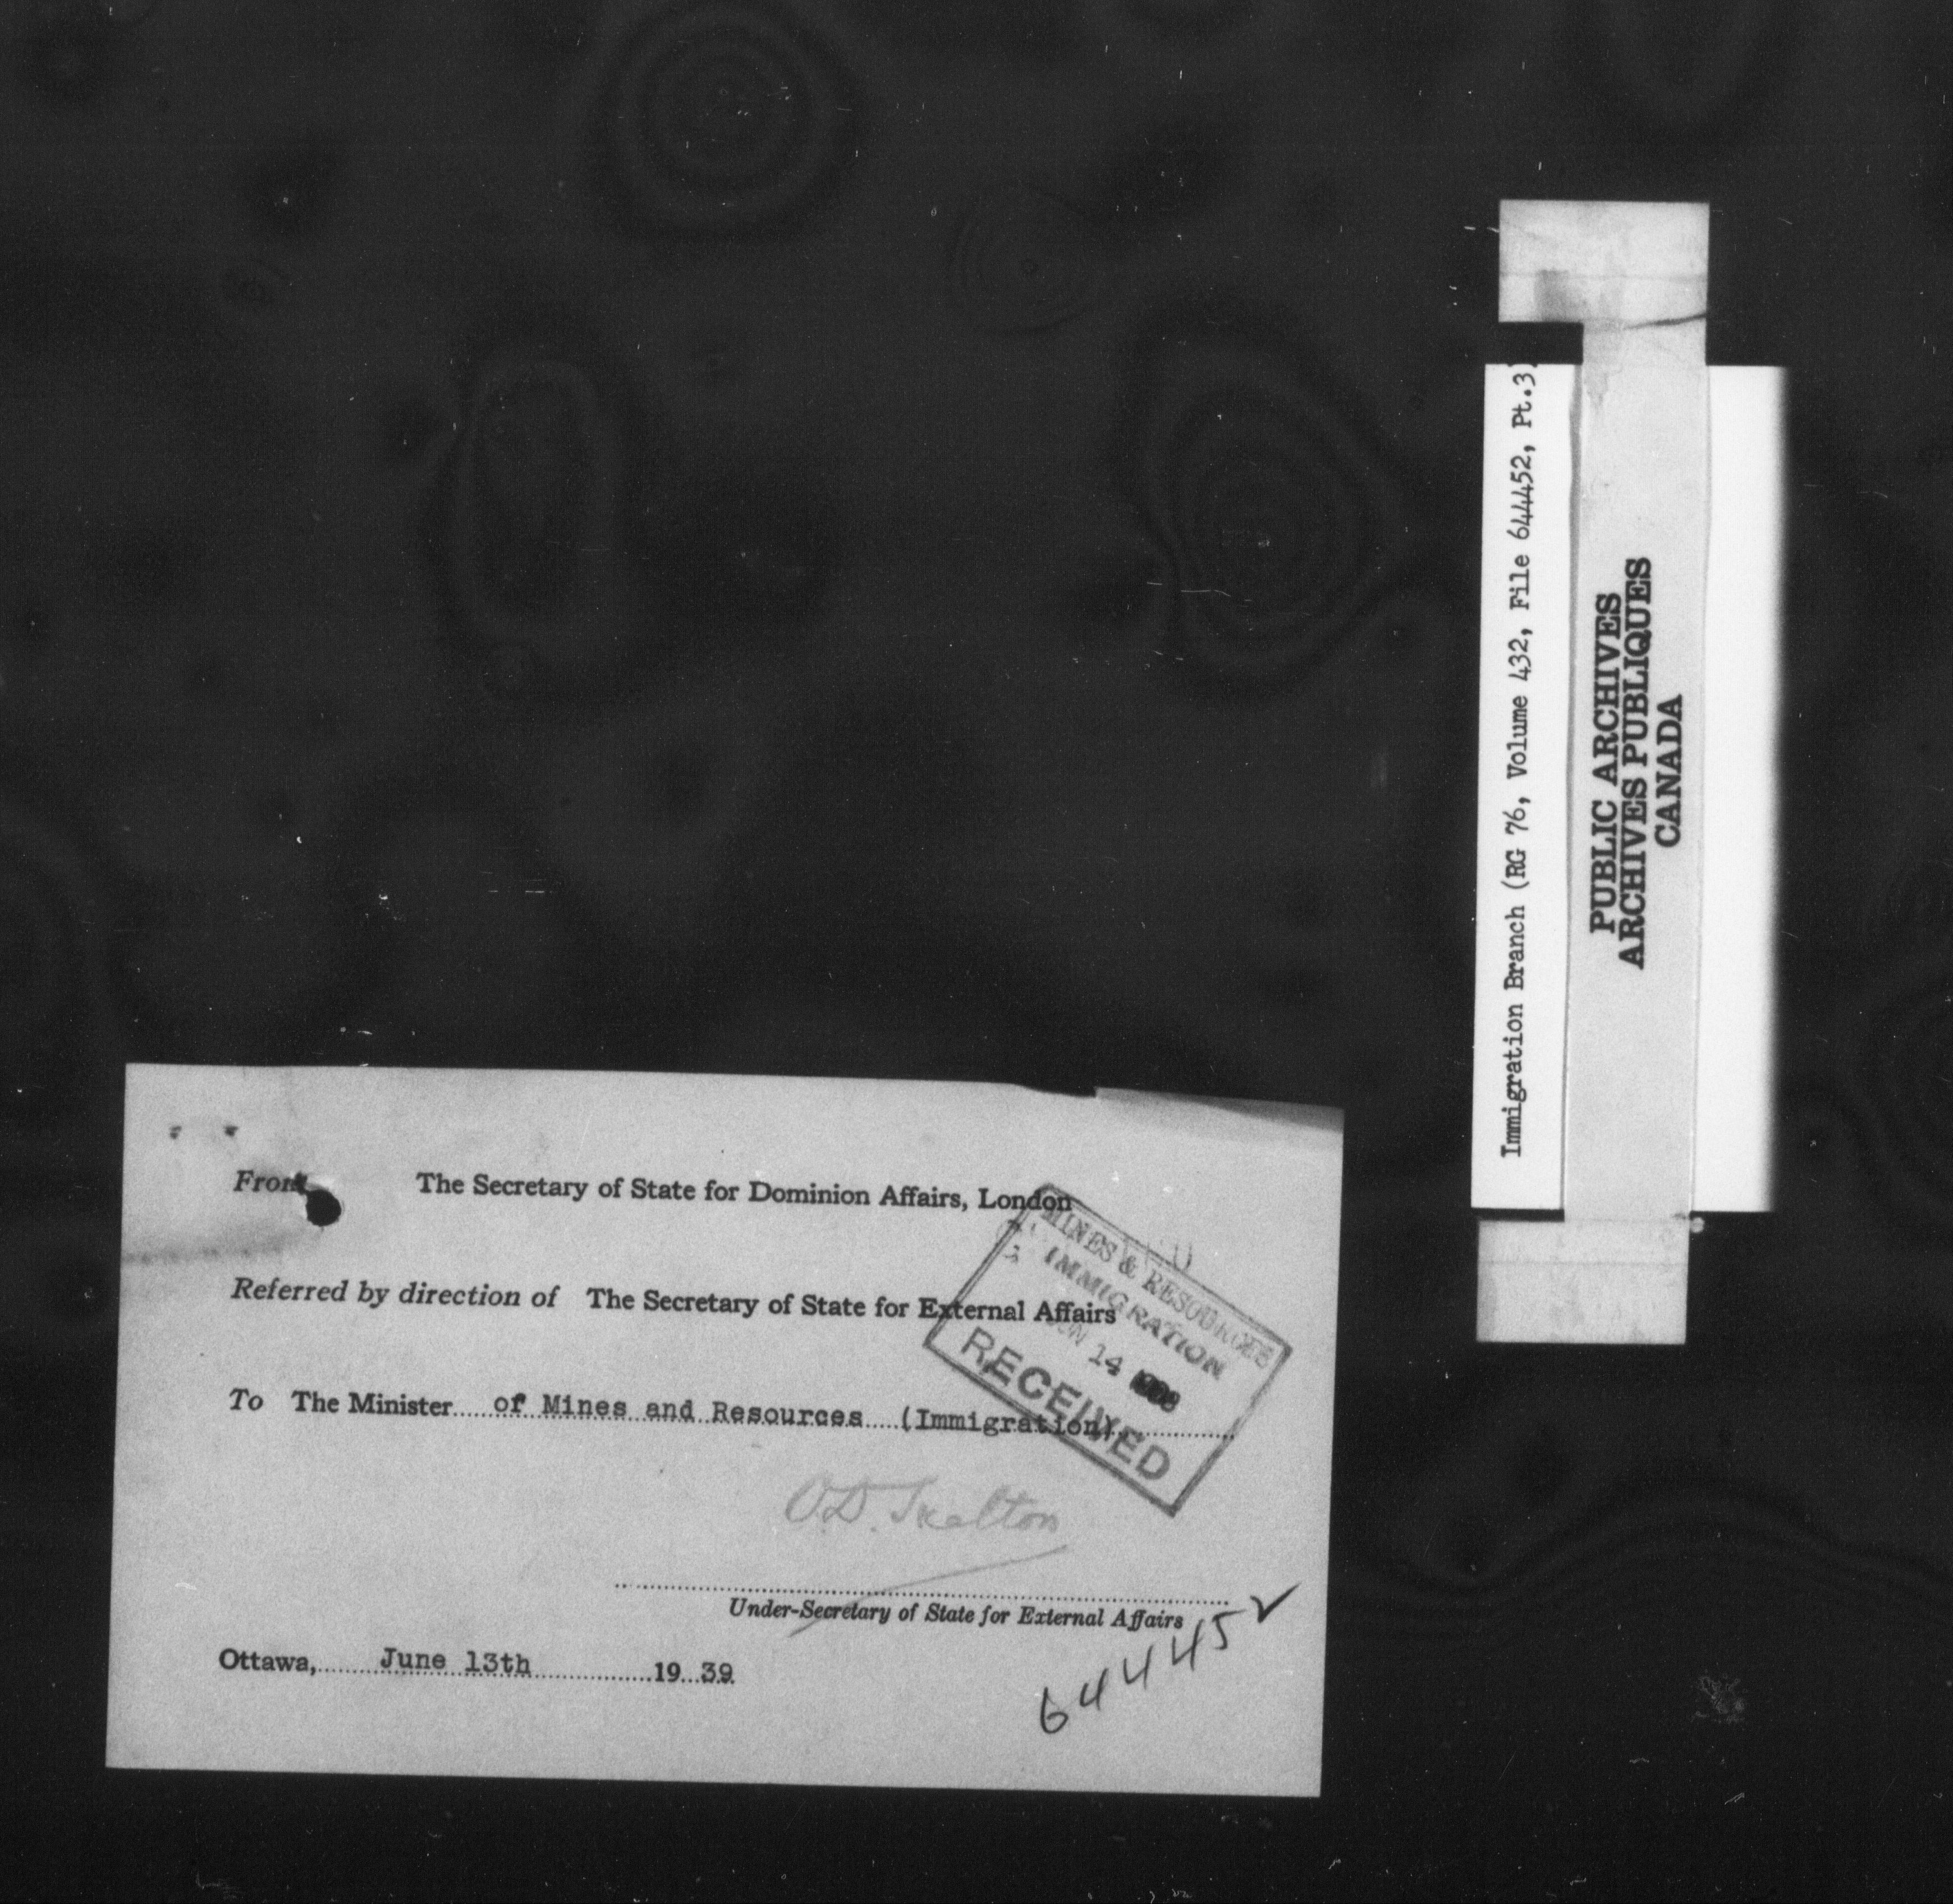 From The Secretary of State for Dominion Affairs, London
MINES & RESOURCES
IMMIGRATION
Referred by direction of The Secretary of State for External Affairs
JUN 14
RECEIVED
To The Minister of Mines and Resources (Immigration)
O.D. Skelton
Under-Secretary of State for External Affairs
Ottawa, June 13th 19 39
644452
Immigration Branch (RG 76, Volume 432, File 644452, Pt.3)
PUBLIC ARCHIVES
ARCHIVES PUBLIQUES
CANADA